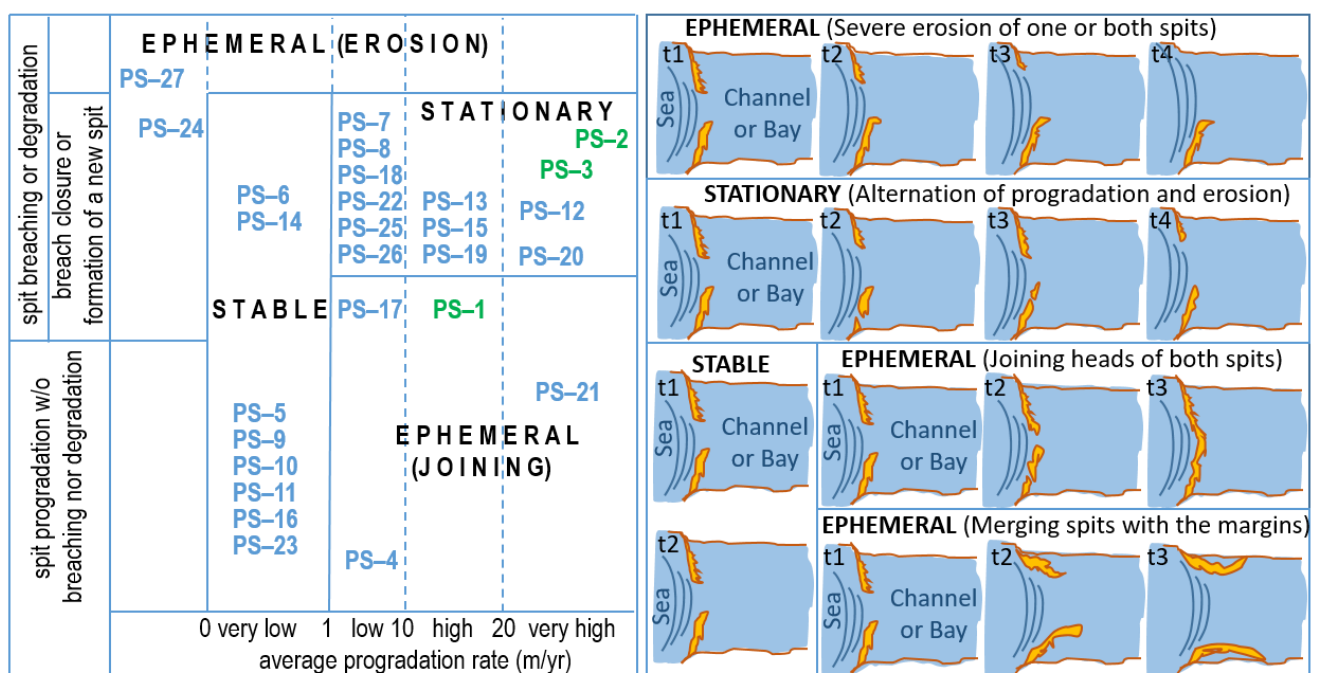 spit breaching or degradation
breach closure or
formation of a new spit
spit progradation w/o
breaching nor degradation
EPHEMERAL (EROSION)
PS–27
PS–24
STATIONARY
PS–7
PS–8
PS–18
PS–22
PS–25
PS–26
PS–2
PS–3
PS–13
PS–15
PS–19
PS–12
PS–20
PS–6
PS–14
STABLE
PS–17
PS–1
PS–21
PS–5
PS–9
PS–10
PS–11
PS–16
PS–23
EPHEMERAL
(JOINING)
PS–4
0 very low 1 low 10 high 20 very high
average progradation rate (m/yr)
EPHEMERAL (Severe erosion of one or both spits)
t1
Sea
Channel
or Bay
t2
t3
t4
STATIONARY (Alternation of progradation and erosion)
t1
Sea
Channel
or Bay
t2
t3
t4
STABLE
t1
Sea
Channel
or Bay
t2
Sea
EPHEMERAL (Joining heads of both spits)
t1
Sea
Channel
or Bay
t2
t3
EPHEMERAL (Merging spits with the margins)
t1
Sea
Channel
or Bay
t2
t3